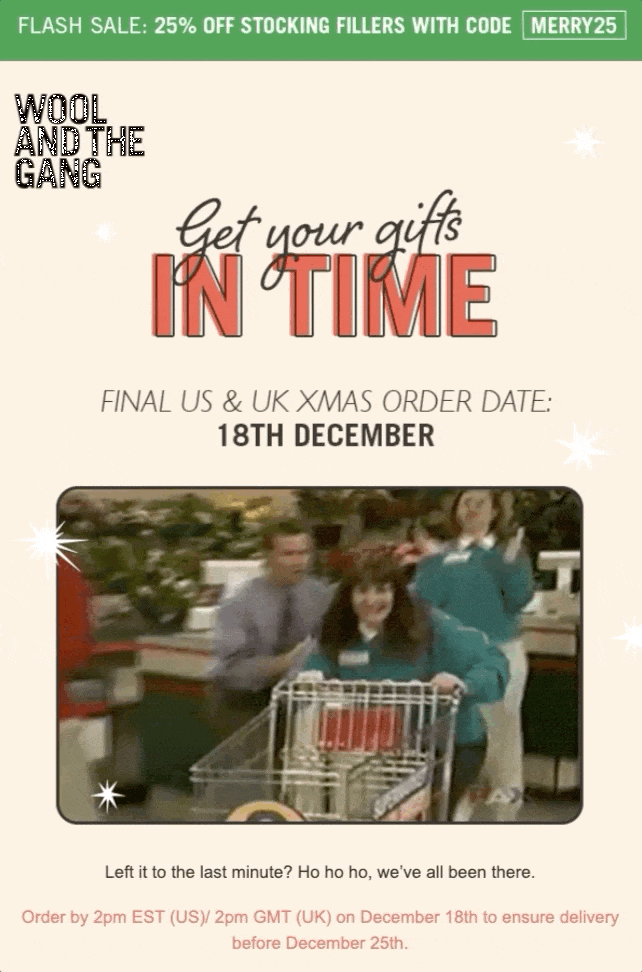 FLASH SALE: 25% OFF STOCKING FILLERS WITH CODE MERRY25
WOOL
AND THE
GANG
Get your gifts
IN TIME
FINAL US & UK XMAS ORDER DATE:
18TH DECEMBER
Left it to the last minute? Ho ho ho, we've all been there.
Order by 2pm EST (US)/ 2pm GMT (UK) on December 18th to ensure delivery
before December 25th.